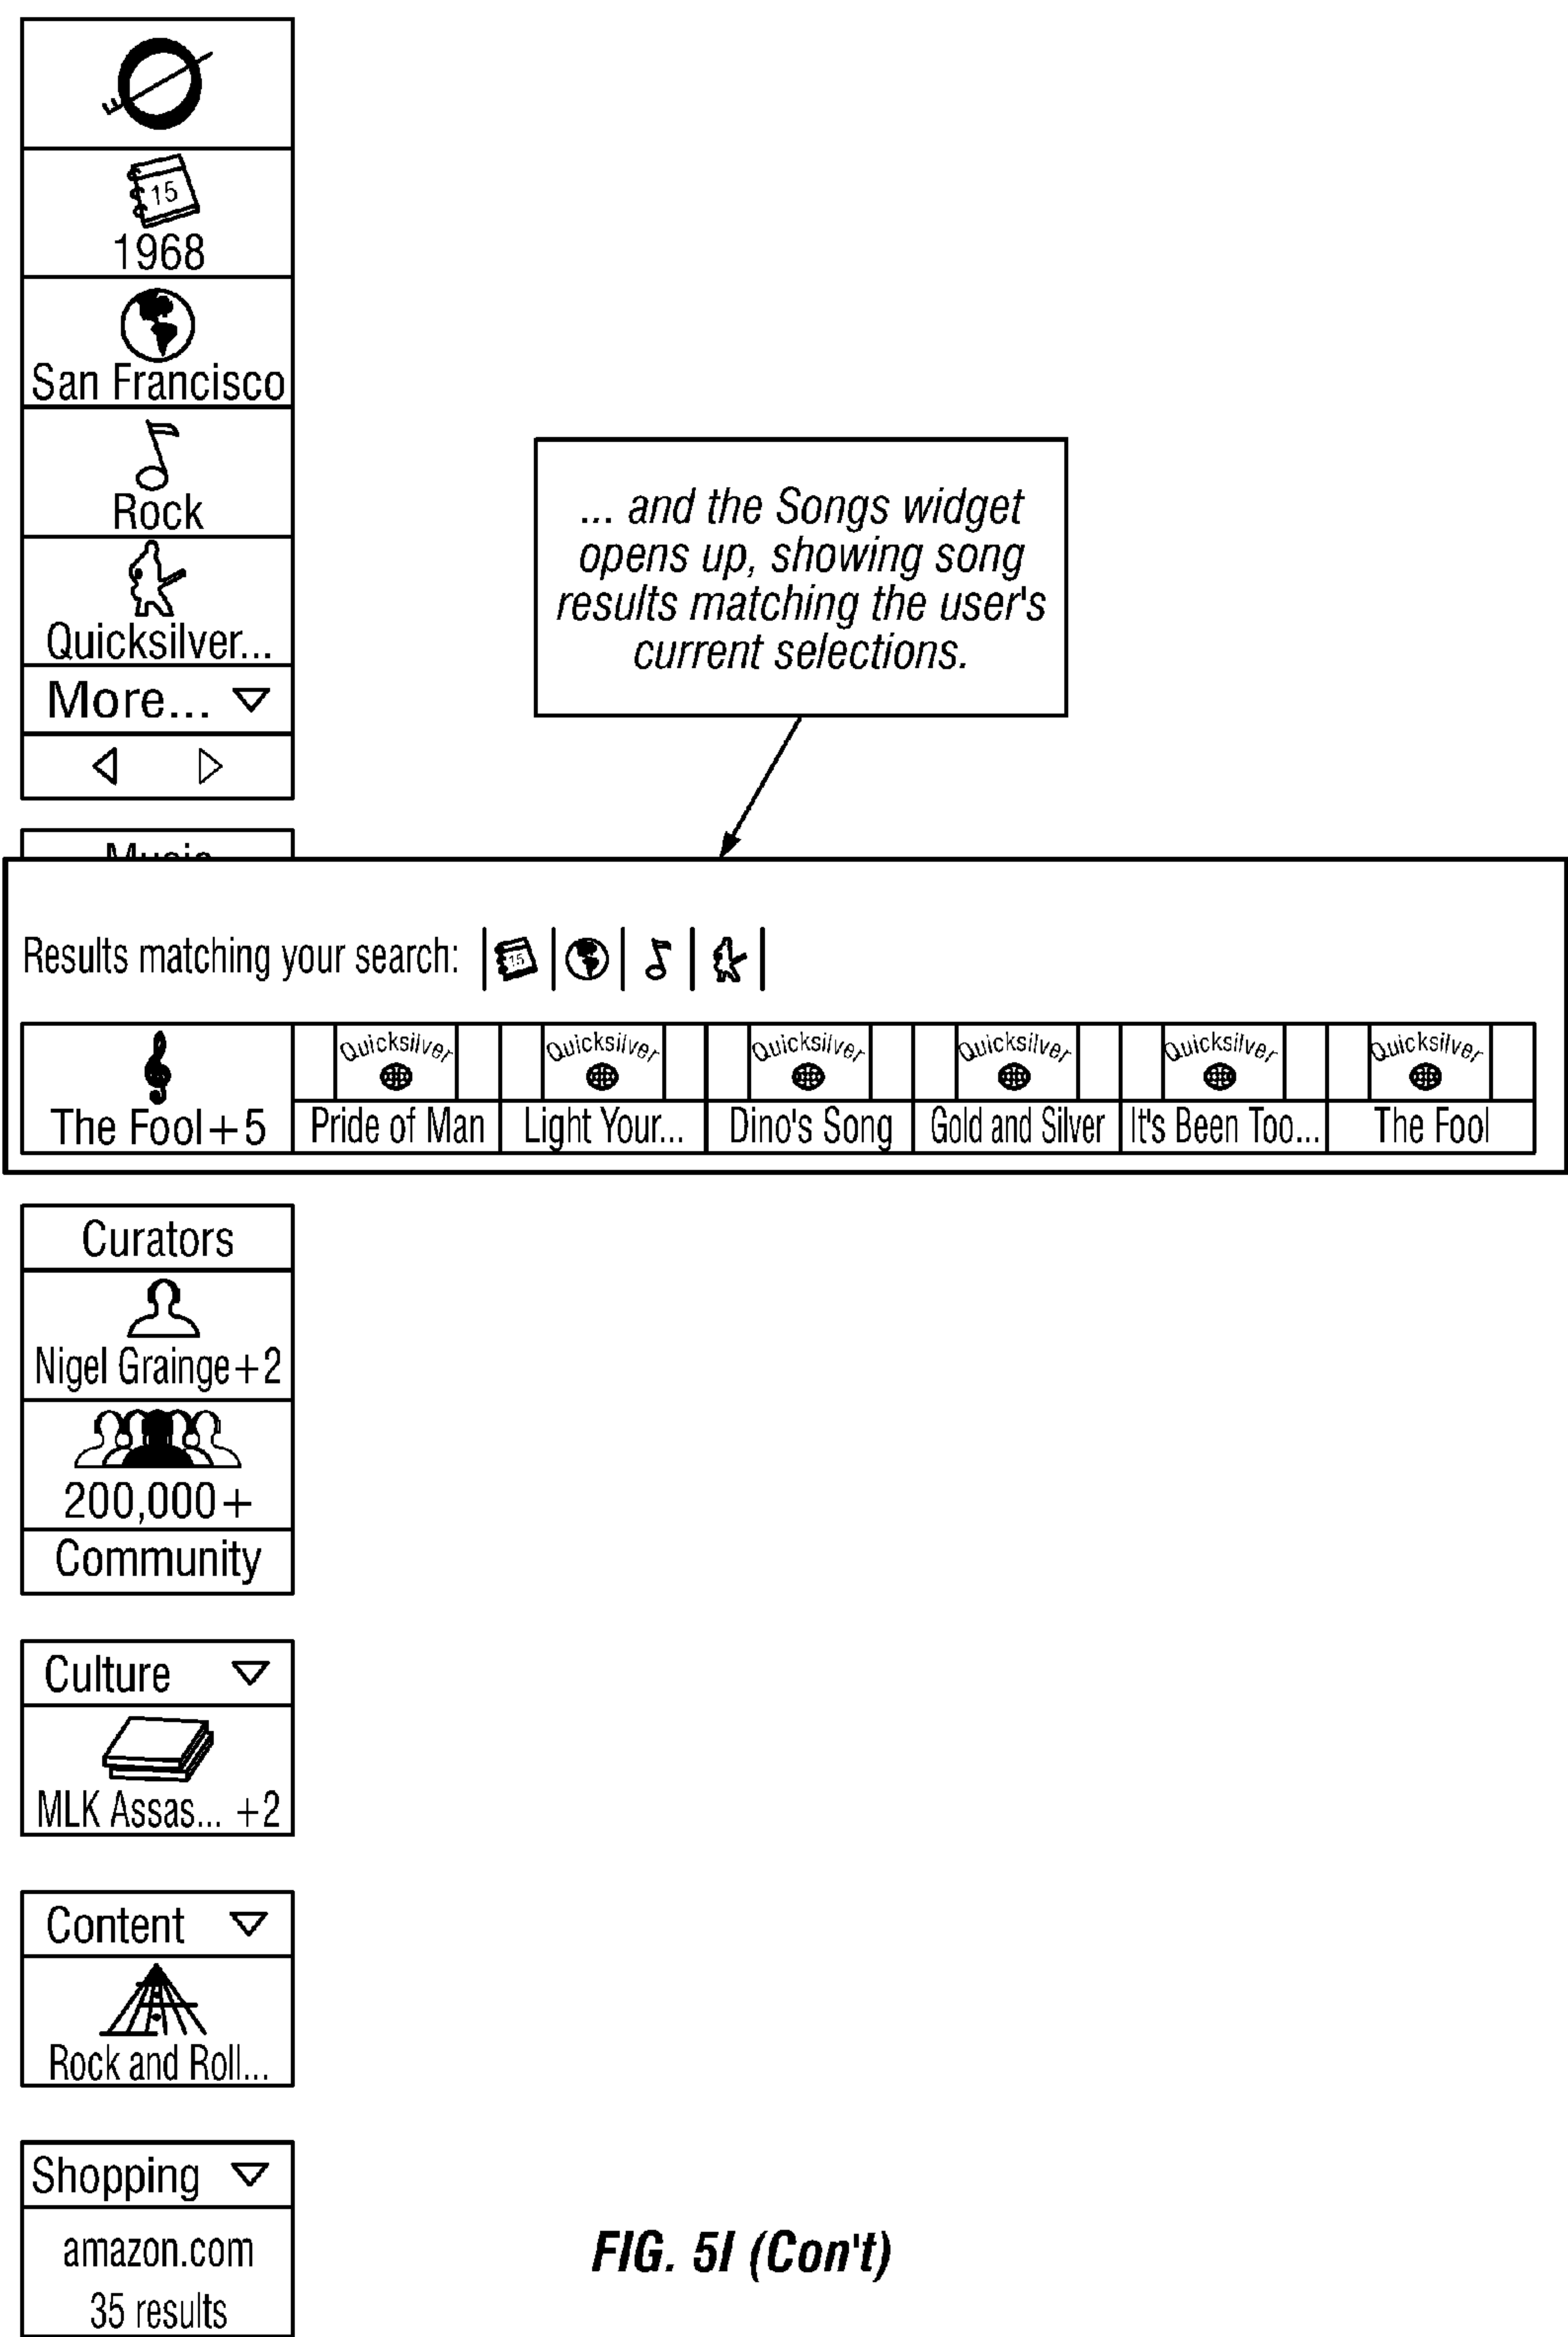 15
1968
San Francisco
Rock
Quicksilver...
More...
... and the Songs widget
opens up, showing song
results matching the user's
current selections.
Music
Results matching your search:
15
Quicksilver
Quicksilver
Quicksilver
Quicksilver
Quicksilver
Quicksilver
The Fool+5
Pride of Man
Light Your...
Dino's Song
Gold and Silver
It's Been Too...
The Fool
Curators
Nigel Grainge+2
200,000+
Community
Culture
MLK Assas... +2
Content
Rock and Roll...
Shopping
amazon.com
35 results
FIG. 5I (Con't)